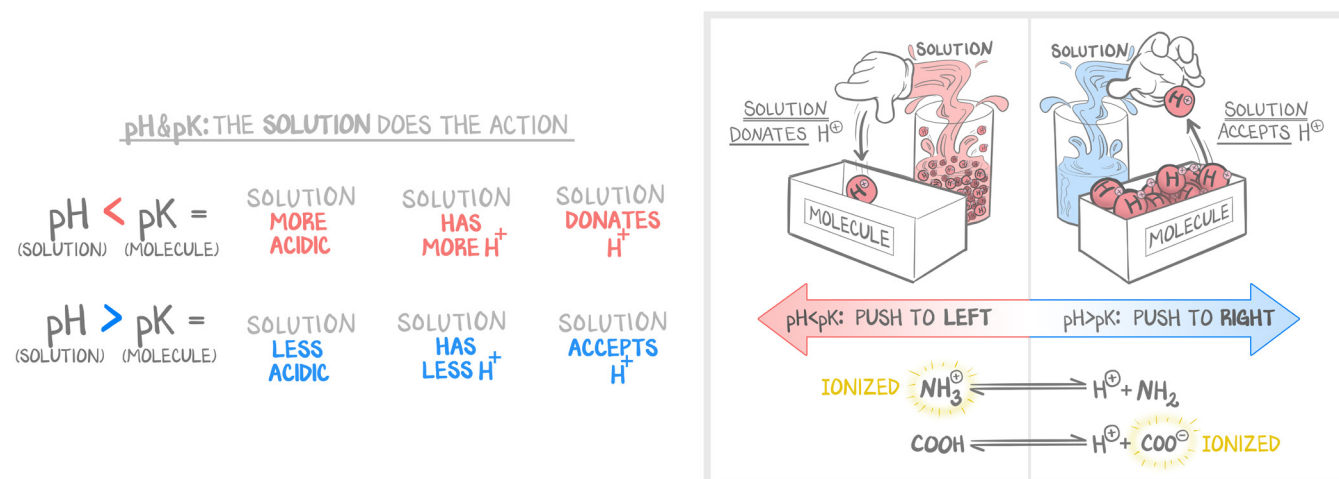 pH&pK: THE SOLUTION DOES THE ACTION
pH < pK =
(SOLUTION) (MOLECULE)
SOLUTION
MORE
ACIDIC
SOLUTION
HAS
MORE H+
SOLUTION
DONATES
H+
pH > pK =
(SOLUTION) (MOLECULE)
SOLUTION
LESS
ACIDIC
SOLUTION
HAS
LESS H+
SOLUTION
ACCEPTS
H+
SOLUTION
SOLUTION
DONATES H⊕
H⊕
MOLECULE
SOLUTION
H⊕
SOLUTION
ACCEPTS H⊕
H⊕ H⊕ H⊕ H⊕
MOLECULE
pH<pK: PUSH TO LEFT
pH>pK: PUSH TO RIGHT
IONIZED NH₃⊕ ⇌ H⊕ + NH₂
COOH ⇌ H⊕ + COO⊖ IONIZED